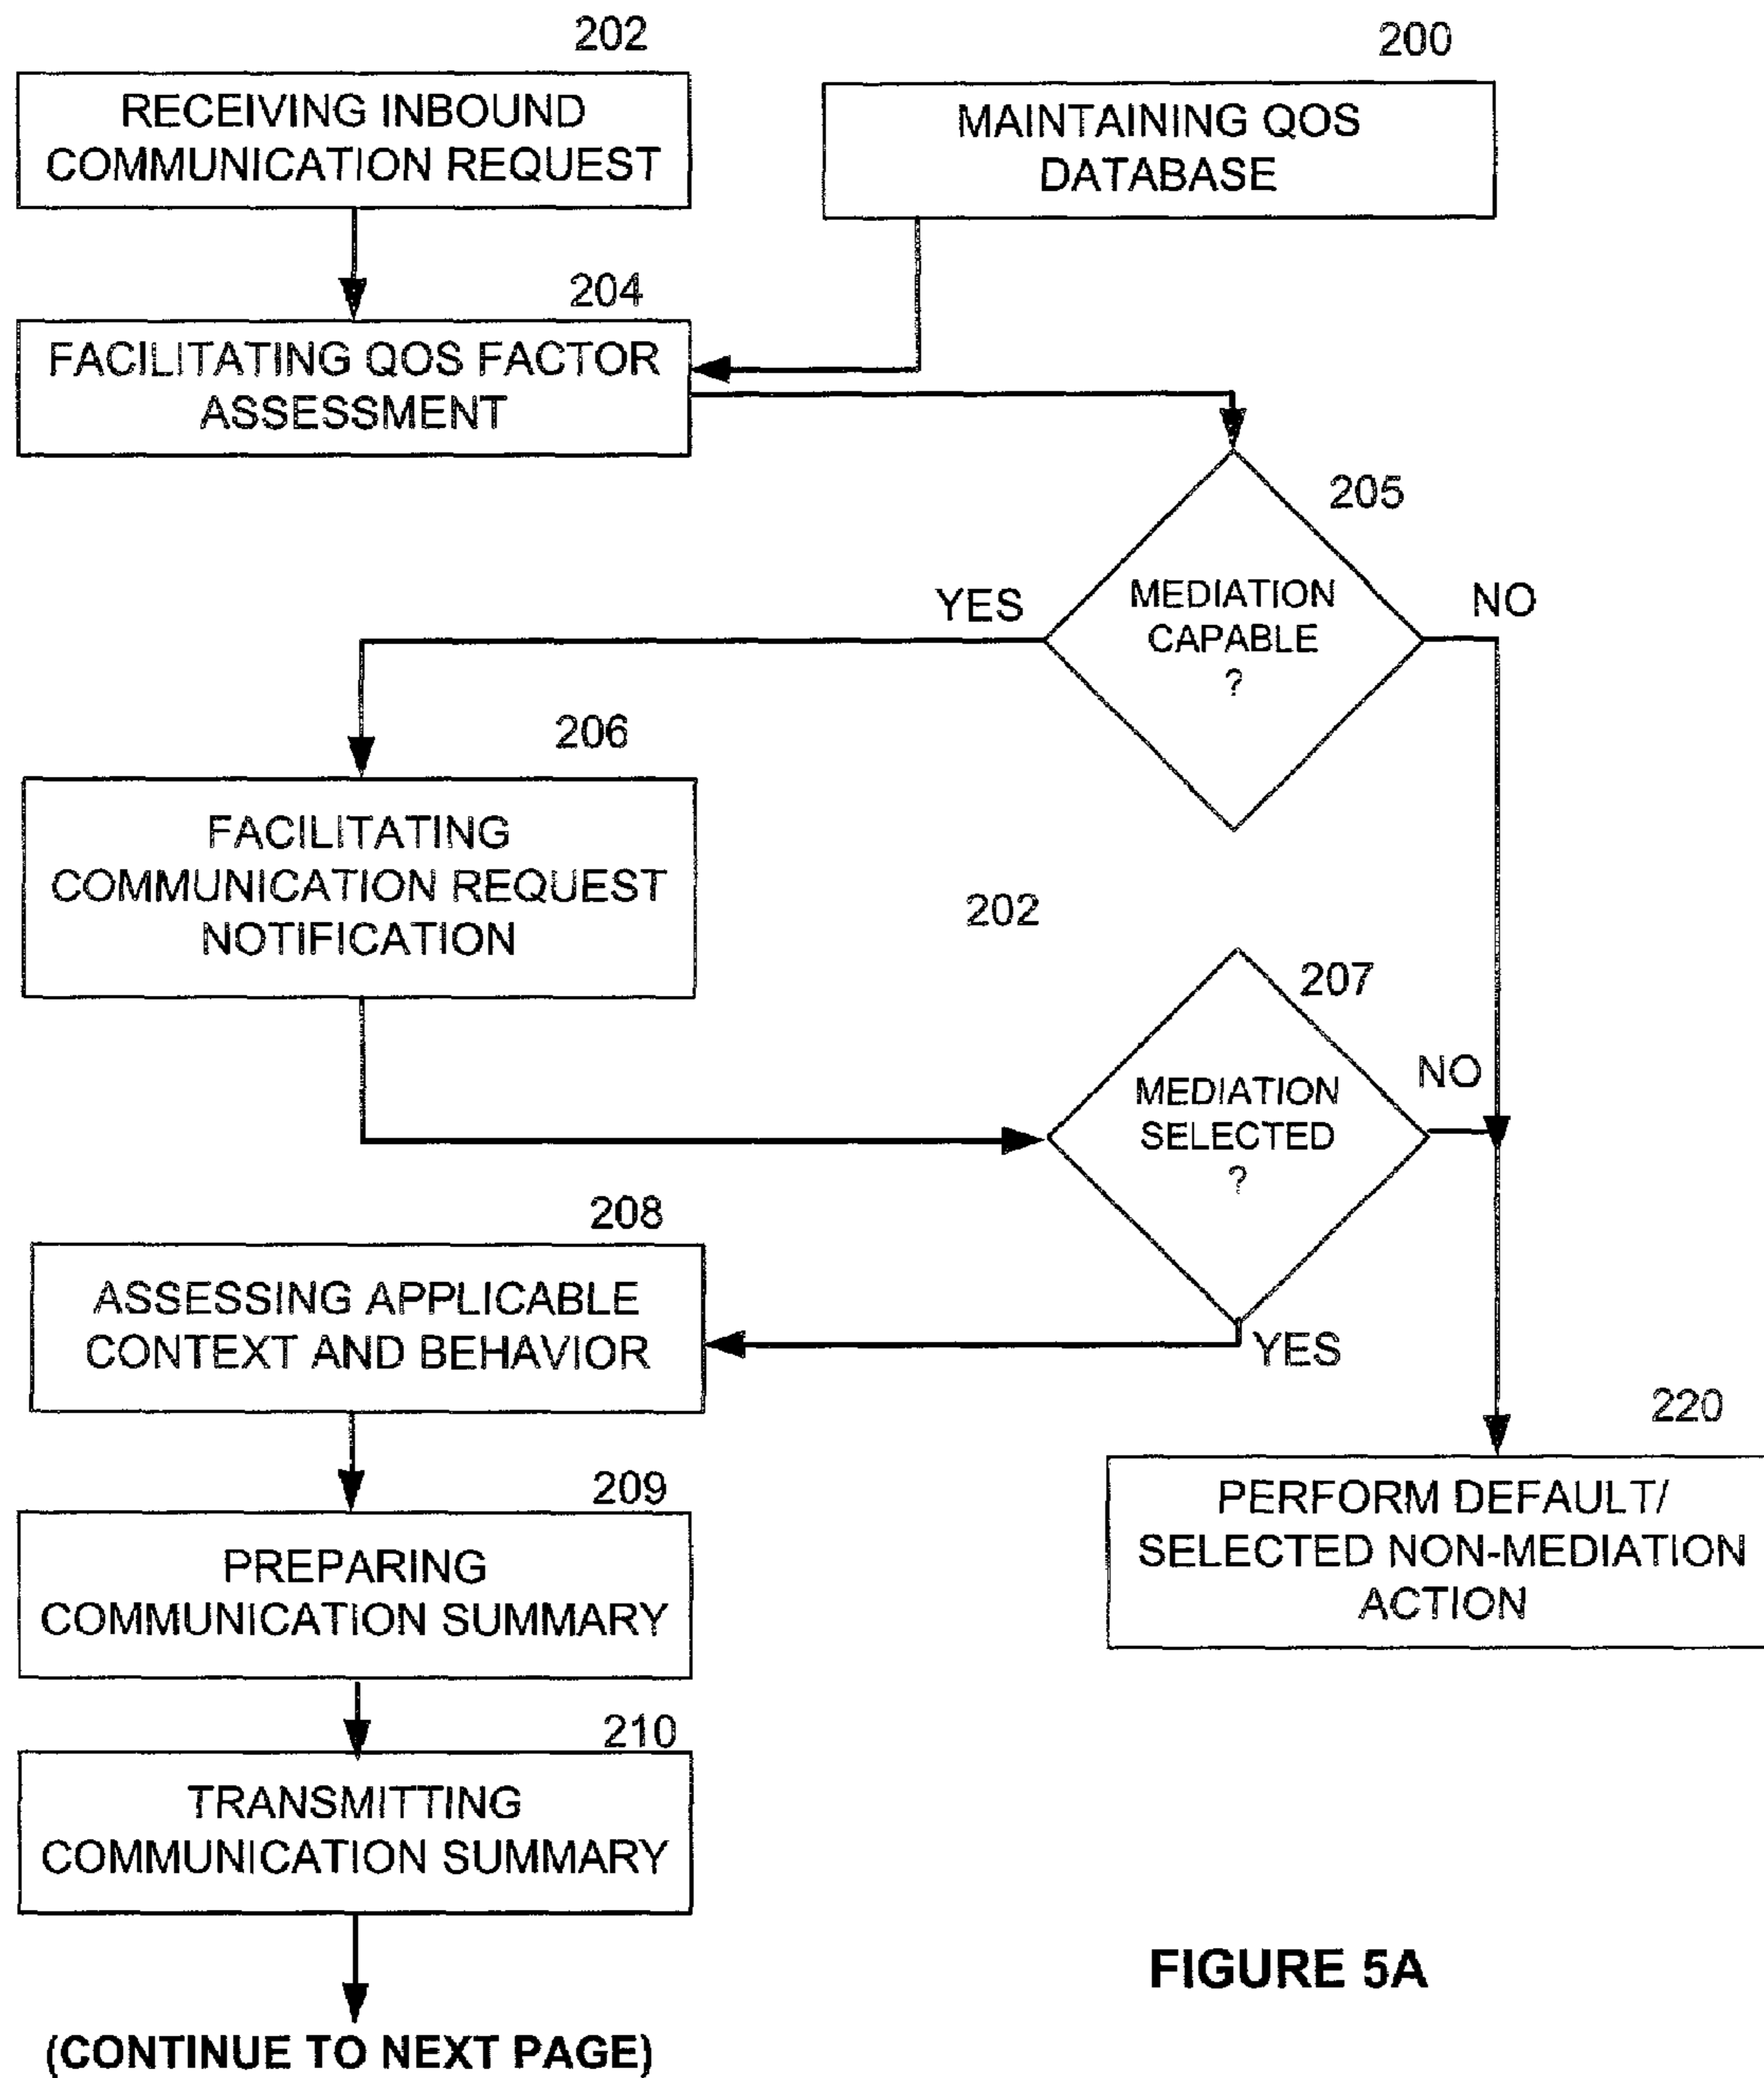 202
RECEIVING INBOUND
COMMUNICATION REQUEST
200
MAINTAINING QOS
DATABASE
204
FACILITATING QOS FACTOR
ASSESSMENT
205
MEDIATION
CAPABLE
?
YES
NO
206
FACILITATING
COMMUNICATION REQUEST
NOTIFICATION
202
207
MEDIATION
SELECTED
?
NO
YES
208
ASSESSING APPLICABLE
CONTEXT AND BEHAVIOR
220
PERFORM DEFAULT/
SELECTED NON-MEDIATION
ACTION
209
PREPARING
COMMUNICATION SUMMARY
210
TRANSMITTING
COMMUNICATION SUMMARY
FIGURE 5A
(CONTINUE TO NEXT PAGE)